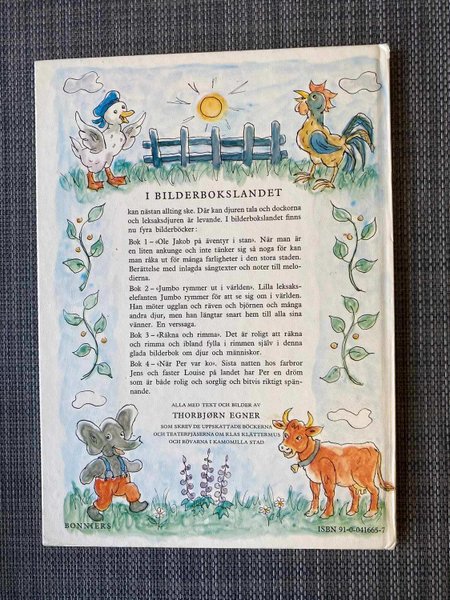 I BILDERBOKSLANDET
kan nästan allting ske. Där kan djuren tala och dockorna
och leksaksdjuren är levande. I bilderbokslandet finns
nu fyra bilderböcker:
Bok 1 – «Ole Jakob på äventyr i stan». När man är
en liten ankunge och inte tänker sig så noga för kan
man råka ut för många farligheter i den stora staden.
Berättelse med inlagda sångtexter och noter till melo-
dierna.
Bok 2 – «Jumbo rymmer ut i världen». Lilla leksaks-
elefanten Jumbo rymmer för att se sig om i världen.
Han möter ugglan och räven och björnen och många
andra djur, men han längtar snart hem till alla sina
vänner. En verssaga.
Bok 3 – «Räkna och rimma». Det är roligt att räkna
och rimma och ibland fylla i rimmen själv i denna
glada bilderbok om djur och människor.
Bok 4 – «När Per var ko». Sista natten hos farbror
Jens och faster Louise på landet har Per en dröm
som är både rolig och sorglig och bitvis riktigt spän-
nande.
ALLA MED TEXT OCH BILDER AV
THORBJØRN EGNER
SOM SKREV DE UPPSKATTADE BÖCKERNA
OCH TEATERPJÄSERNA OM KLAS KLÄTTERMUS
OCH RÖVARNA I KAMOMILLA STAD
BONNIERS
ISBN 91-0-041665-7